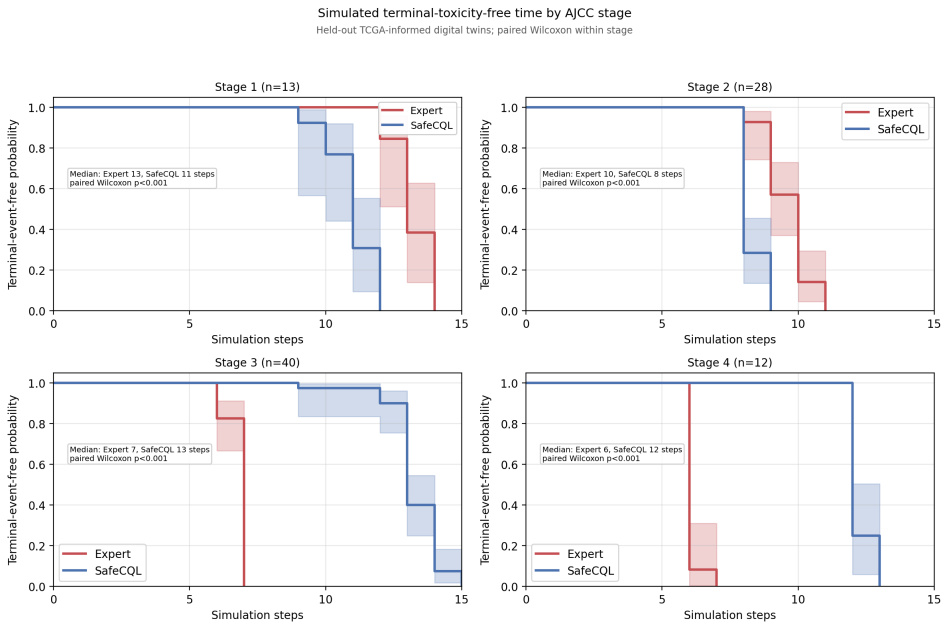 Simulated terminal-toxicity-free time by AJCC stage
Held-out TCGA-informed digital twins; paired Wilcoxon within stage
Stage 1 (n=13)
Terminal-event-free probability
1.0
0.8
0.6
0.4
0.2
0.0
Expert
SafeCQL
Median: Expert 13, SafeCQL 11 steps
paired Wilcoxon p<0.001
0 5 10 15
Simulation steps
Stage 2 (n=28)
Terminal-event-free probability
1.0
0.8
0.6
0.4
0.2
0.0
Expert
SafeCQL
Median: Expert 10, SafeCQL 8 steps
paired Wilcoxon p<0.001
0 5 10 15
Simulation steps
Stage 3 (n=40)
Terminal-event-free probability
1.0
0.8
0.6
0.4
0.2
0.0
Median: Expert 7, SafeCQL 13 steps
paired Wilcoxon p<0.001
Expert
SafeCQL
0 5 10 15
Simulation steps
Stage 4 (n=12)
Terminal-event-free probability
1.0
0.8
0.6
0.4
0.2
0.0
Median: Expert 6, SafeCQL 12 steps
paired Wilcoxon p<0.001
Expert
SafeCQL
0 5 10 15
Simulation steps